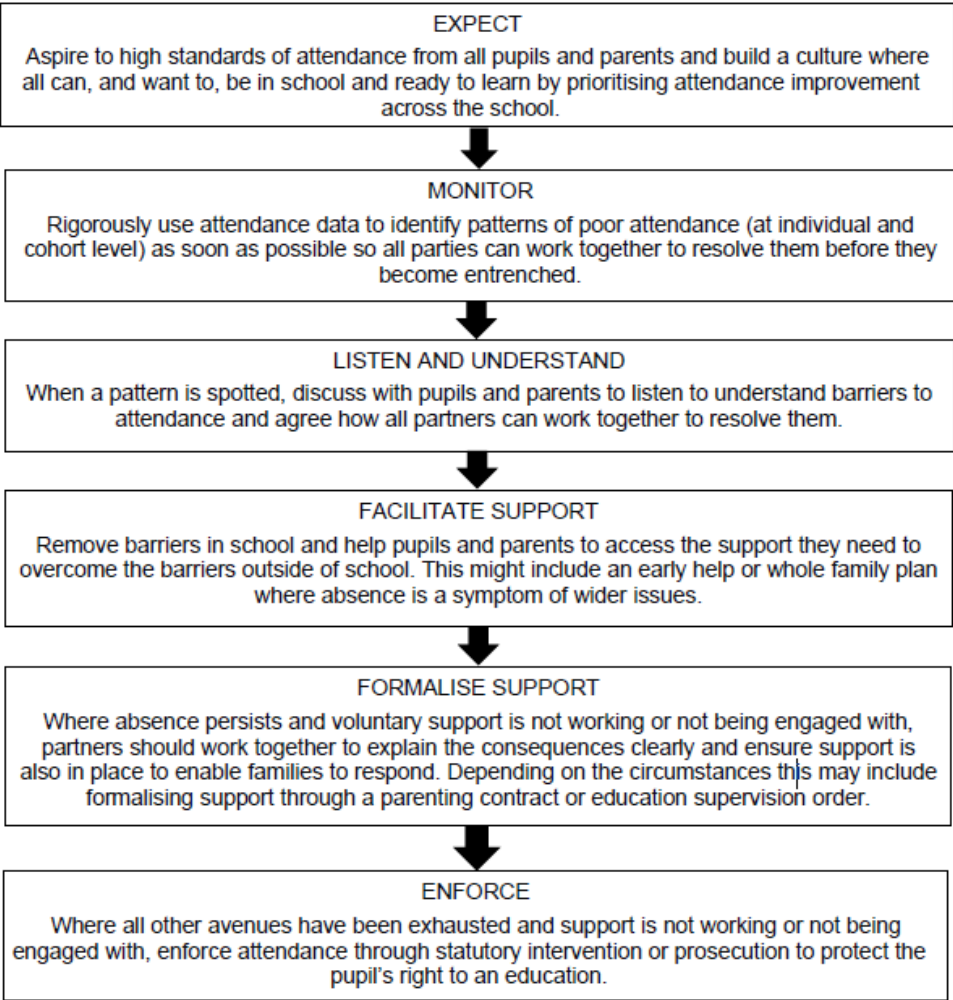 EXPECT
Aspire to high standards of attendance from all pupils and parents and build a culture where
all can, and want to, be in school and ready to learn by prioritising attendance improvement
across the school.
MONITOR
Rigorously use attendance data to identify patterns of poor attendance (at individual and
cohort level) as soon as possible so all parties can work together to resolve them before they
become entrenched.
LISTEN AND UNDERSTAND
When a pattern is spotted, discuss with pupils and parents to listen to understand barriers to
attendance and agree how all partners can work together to resolve them.
FACILITATE SUPPORT
Remove barriers in school and help pupils and parents to access the support they need to
overcome the barriers outside of school. This might include an early help or whole family plan
where absence is a symptom of wider issues.
FORMALISE SUPPORT
Where absence persists and voluntary support is not working or not being engaged with,
partners should work together to explain the consequences clearly and ensure support is
also in place to enable families to respond. Depending on the circumstances this may include
formalising support through a parenting contract or education supervision order.
ENFORCE
Where all other avenues have been exhausted and support is not working or not being
engaged with, enforce attendance through statutory intervention or prosecution to protect the
pupil's right to an education.